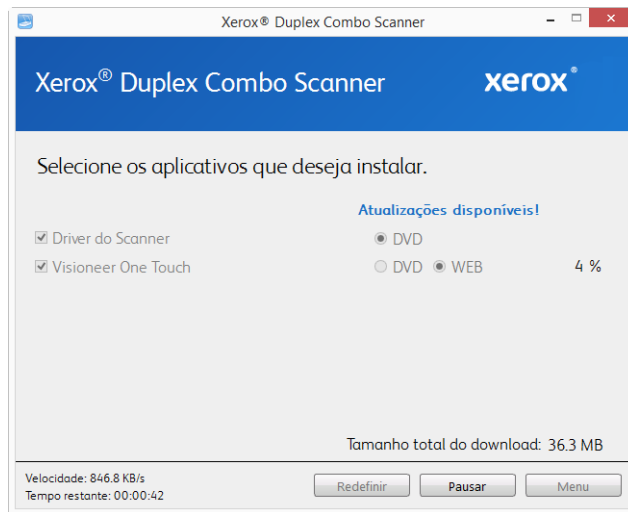 Xerox® Duplex Combo Scanner
Xerox® Duplex Combo Scanner xerox®
Selecione os aplicativos que deseja instalar.
Atualizações disponíveis!
Driver do Scanner DVD
Visioneer One Touch DVD WEB 4 %
Tamanho total do download: 36.3 MB
Velocidade: 846.8 KB/s
Tempo restante: 00:00:42
Redefinir Pausar Menu